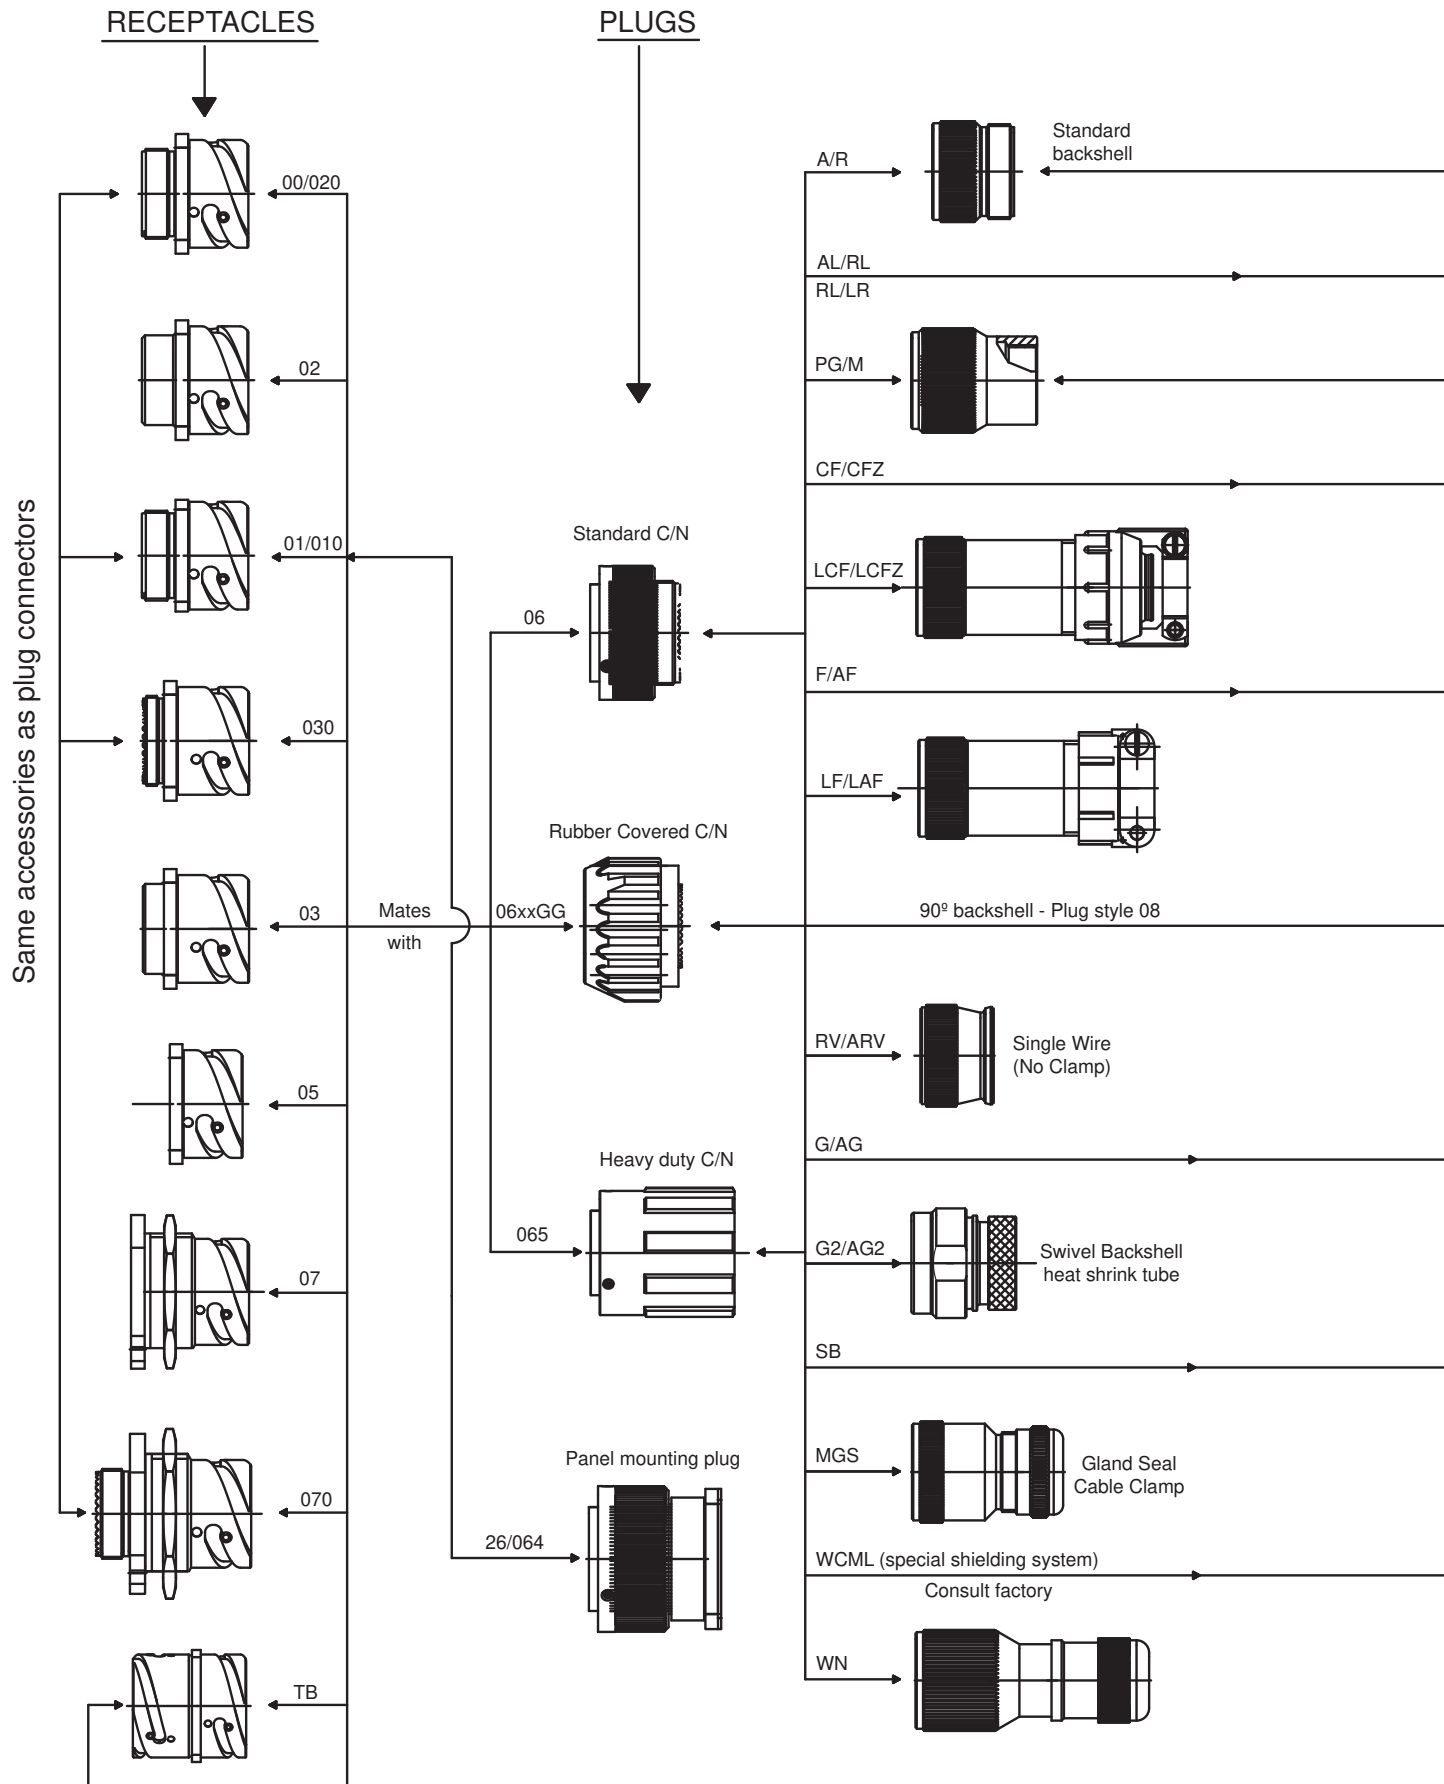 RECEPTACLES
PLUGS
Same accessories as plug connectors
00/020
02
01/010
030
03
05
07
070
TB
Mates
with
Standard C/N
06
Rubber Covered C/N
06xxGG
Heavy duty C/N
065
Panel mounting plug
26/064
A/R
Standard
backshell
AL/RL
RL/LR
PG/M
CF/CFZ
LCF/LCFZ
F/AF
LF/LAF
90º backshell - Plug style 08
RV/ARV
Single Wire
(No Clamp)
G/AG
G2/AG2
Swivel Backshell
heat shrink tube
SB
MGS
Gland Seal
Cable Clamp
WCML (special shielding system)
Consult factory
WN